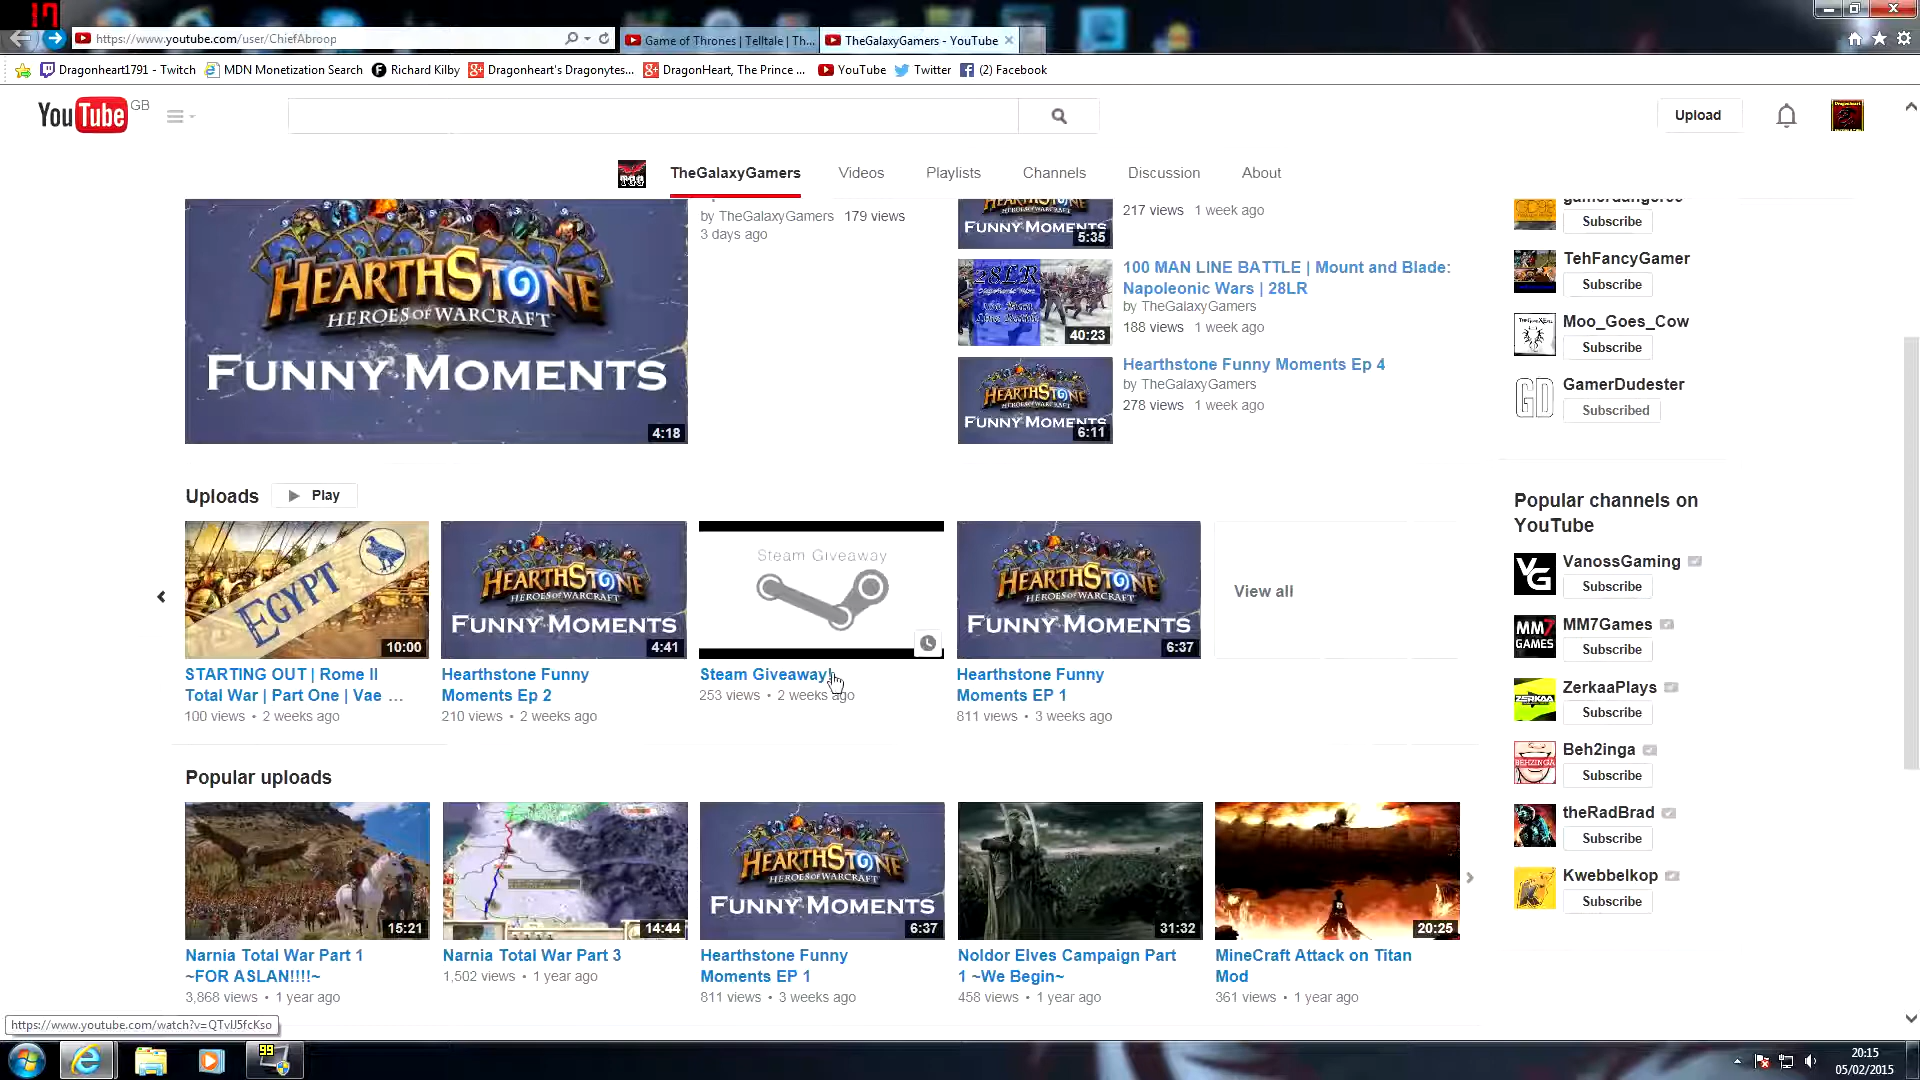 17
https://www.youtube.com/user/ChiefAbroop
Game of Thrones | Telltale | Th...
TheGalaxyGamers - YouTube
Dragonheart1791 - Twitch
MDN Monetization Search
Richard Kilby
Dragonheart's Dragonytes...
DragonHeart, The Prince ...
YouTube
Twitter
(2) Facebook
YouTube GB
Upload
TGG
TheGalaxyGamers
Videos
Playlists
Channels
Discussion
About
HEARTHSTONE
HEROES OF WARCRAFT
FUNNY MOMENTS
4:18
by TheGalaxyGamers 179 views
3 days ago
FUNNY MOMENTS
5:35
217 views 1 week ago
28LR
40:23
100 MAN LINE BATTLE | Mount and Blade:
Napoleonic Wars | 28LR
by TheGalaxyGamers
188 views 1 week ago
HEARTHSTONE
FUNNY MOMENTS
6:11
Hearthstone Funny Moments Ep 4
by TheGalaxyGamers
278 views 1 week ago
Subscribe
TehFancyGamer
Subscribe
Moo_Goes_Cow
Subscribe
GD
GamerDudester
Subscribed
Uploads
Play
EGYPT
10:00
STARTING OUT | Rome II
Total War | Part One | Vae ...
100 views • 2 weeks ago
HEARTHSTONE
HEROES OF WARCRAFT
FUNNY MOMENTS
4:41
Hearthstone Funny
Moments Ep 2
210 views • 2 weeks ago
Steam Giveaway
Steam Giveaway!
253 views • 2 weeks ago
HEARTHSTONE
HEROES OF WARCRAFT
FUNNY MOMENTS
6:37
Hearthstone Funny
Moments EP 1
811 views • 3 weeks ago
View all
Popular channels on
YouTube
VG
VanossGaming
Subscribe
MM7
GAMES
MM7Games
Subscribe
ZERKAA
ZerkaaPlays
Subscribe
BEHZINGA
Beh2inga
Subscribe
theRadBrad
Subscribe
Kwebbelkop
Subscribe
Popular uploads
15:21
Narnia Total War Part 1
~FOR ASLAN!!!!~
3,868 views • 1 year ago
14:44
Narnia Total War Part 3
1,502 views • 1 year ago
HEARTHSTONE
HEROES OF WARCRAFT
FUNNY MOMENTS
6:37
Hearthstone Funny
Moments EP 1
811 views • 3 weeks ago
31:32
Noldor Elves Campaign Part
1 ~We Begin~
458 views • 1 year ago
20:25
MineCraft Attack on Titan
Mod
361 views • 1 year ago
99
20:15
05/02/2015